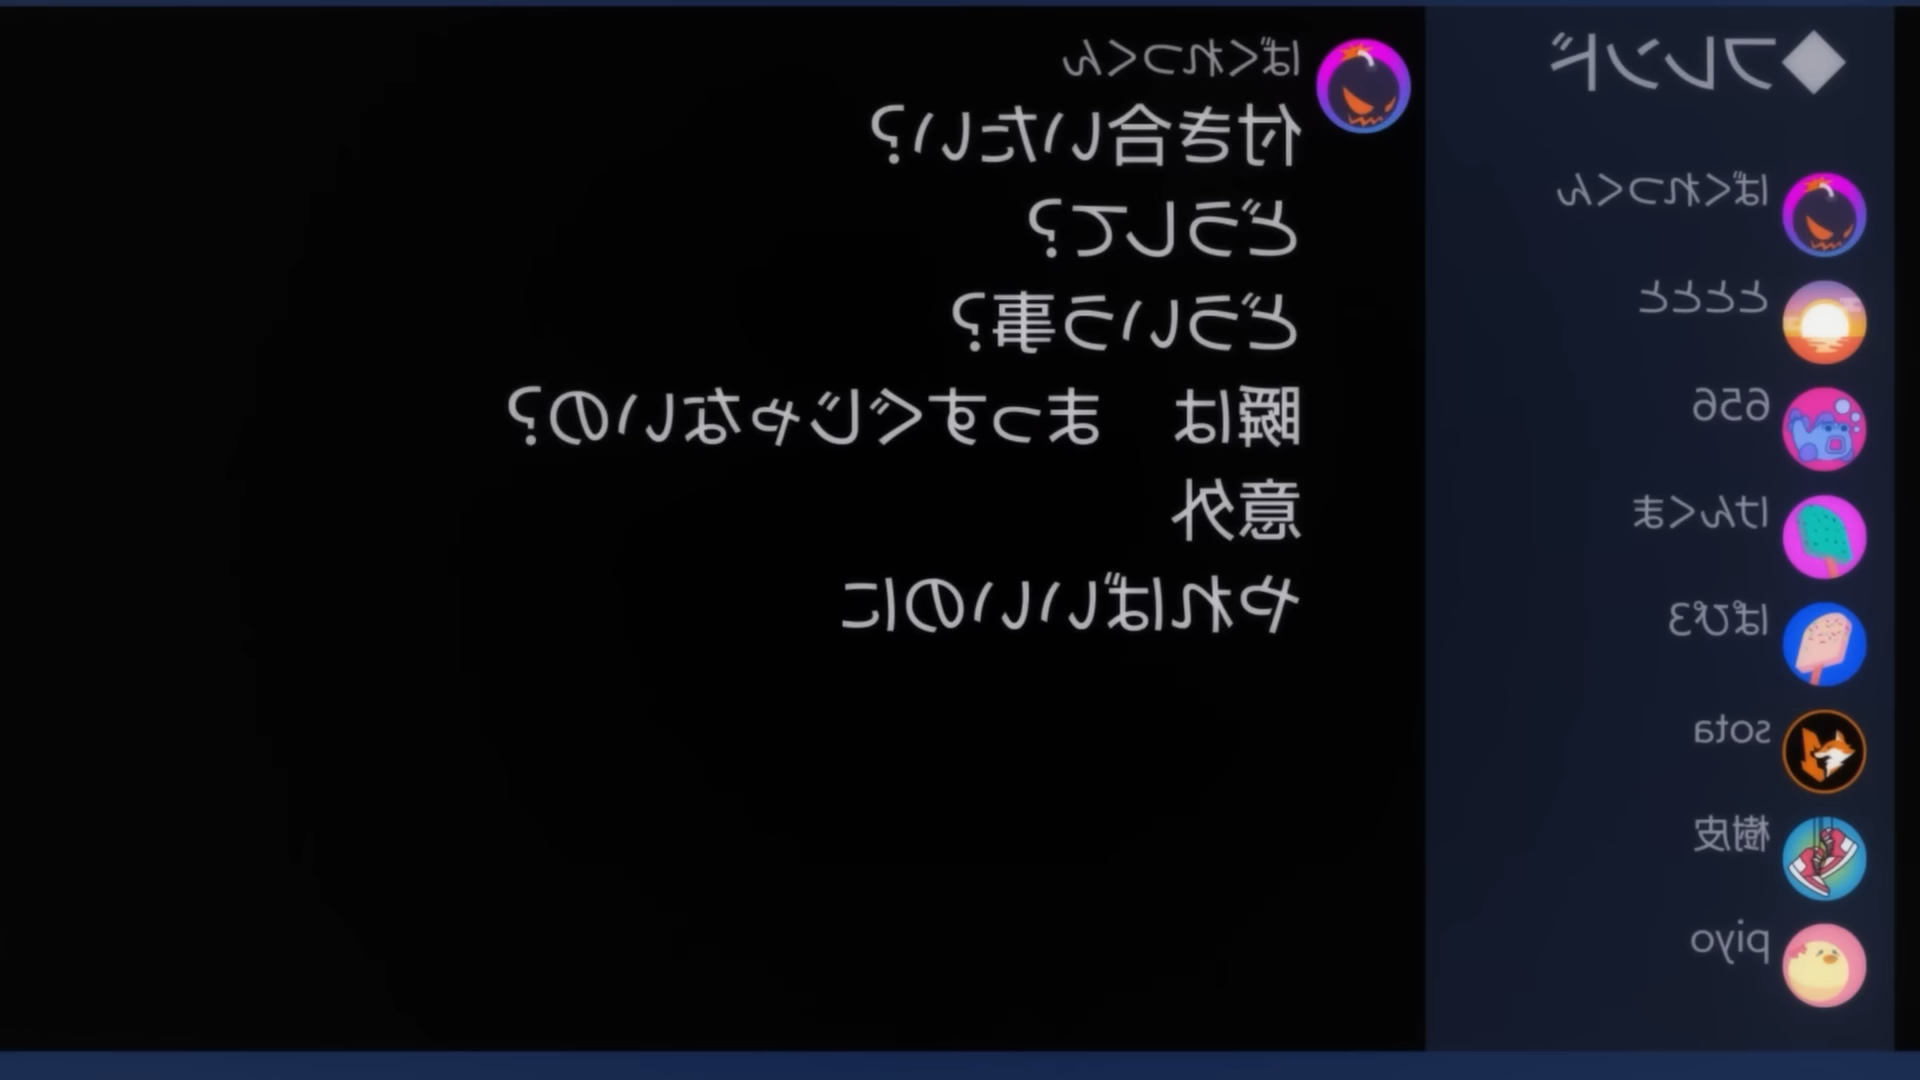 ◆フレンド
ばくれつくん
ととと
656
けんくま
ぱぴ3
sota
樹皮
piyo
ばくれつくん
付き合いたい?
どうして?
どういう事?
瞬は　まっすぐじゃないの?
意外
やればいいのに